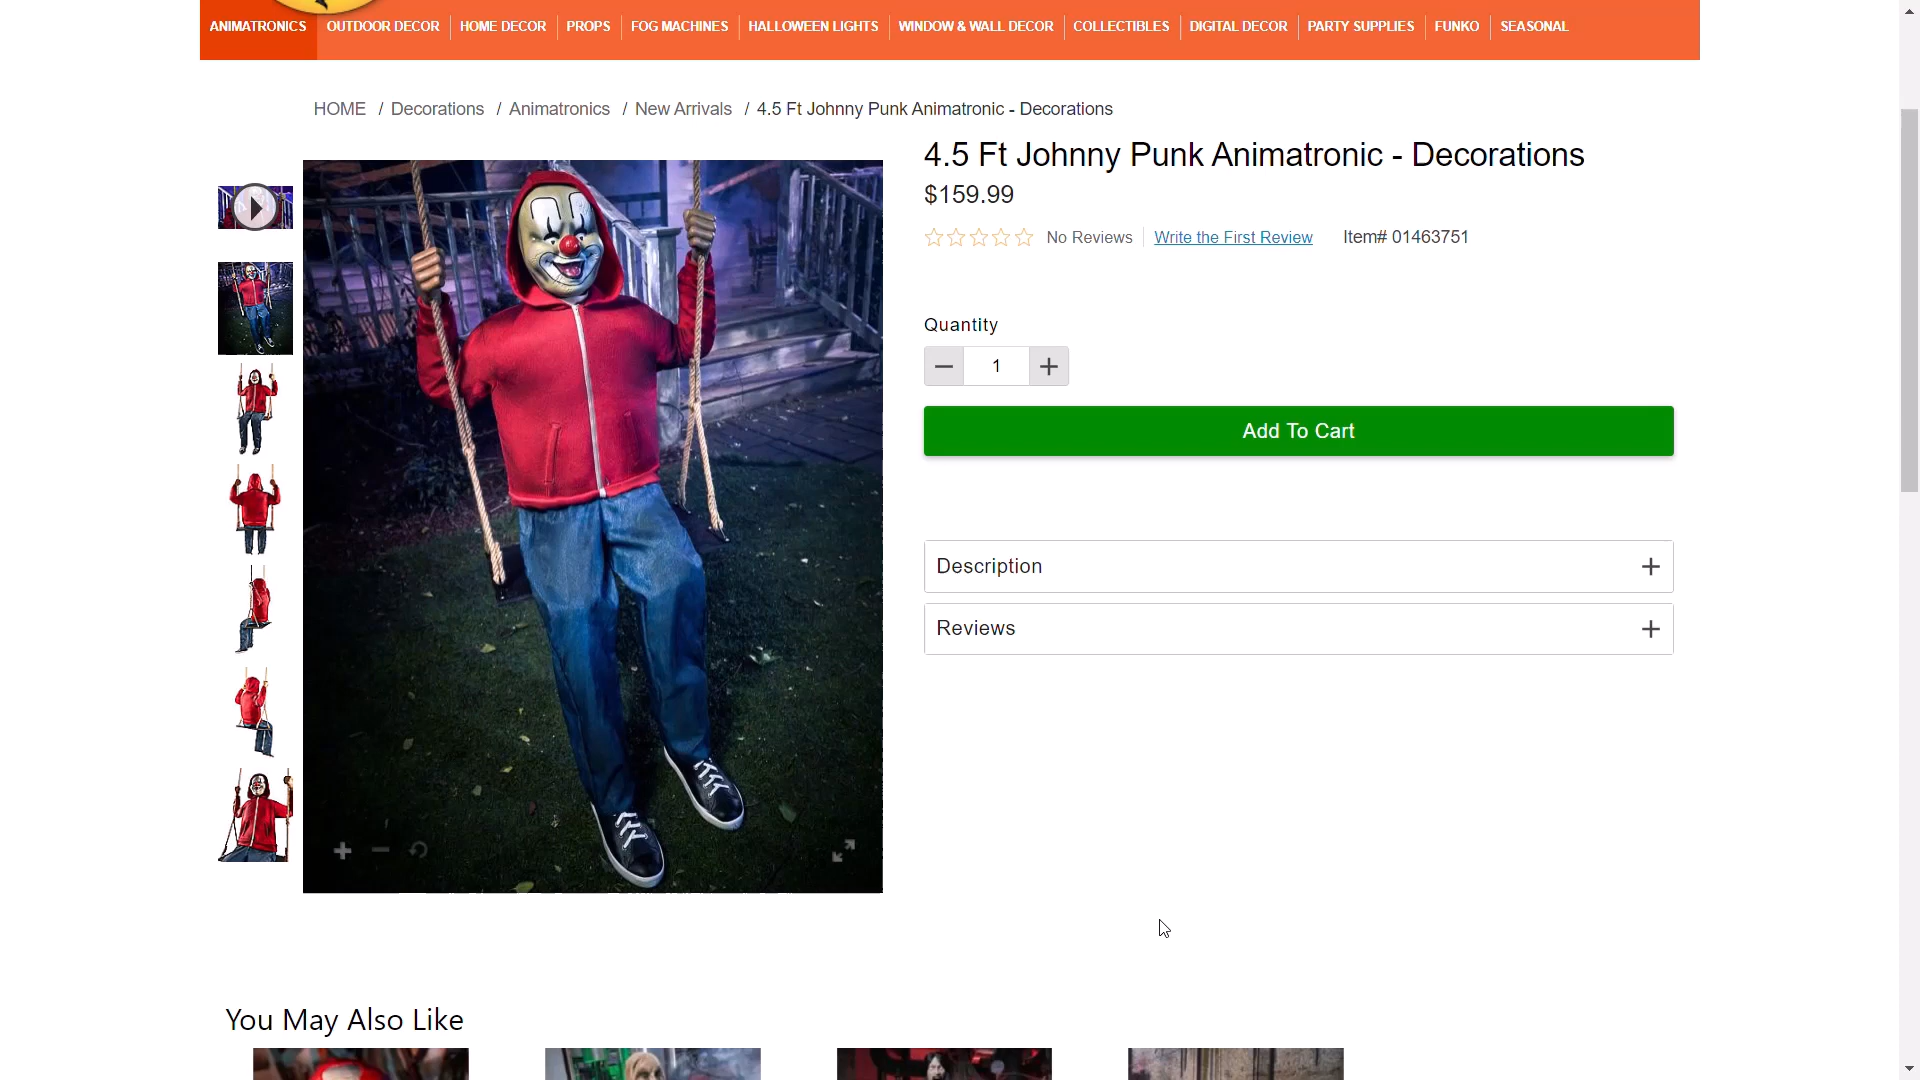 ANIMATRONICS OUTDOOR DECOR HOME DECOR PROPS FOG MACHINES HALLOWEEN LIGHTS WINDOW & WALL DECOR COLLECTIBLES DIGITAL DECOR PARTY SUPPLIES FUNKO SEASONAL
HOME / Decorations / Animatronics / New Arrivals / 4.5 Ft Johnny Punk Animatronic - Decorations
4.5 Ft Johnny Punk Animatronic - Decorations
$159.99
No Reviews Write the First Review Item# 01463751
Quantity
1
Add To Cart
Description
Reviews
You May Also Like